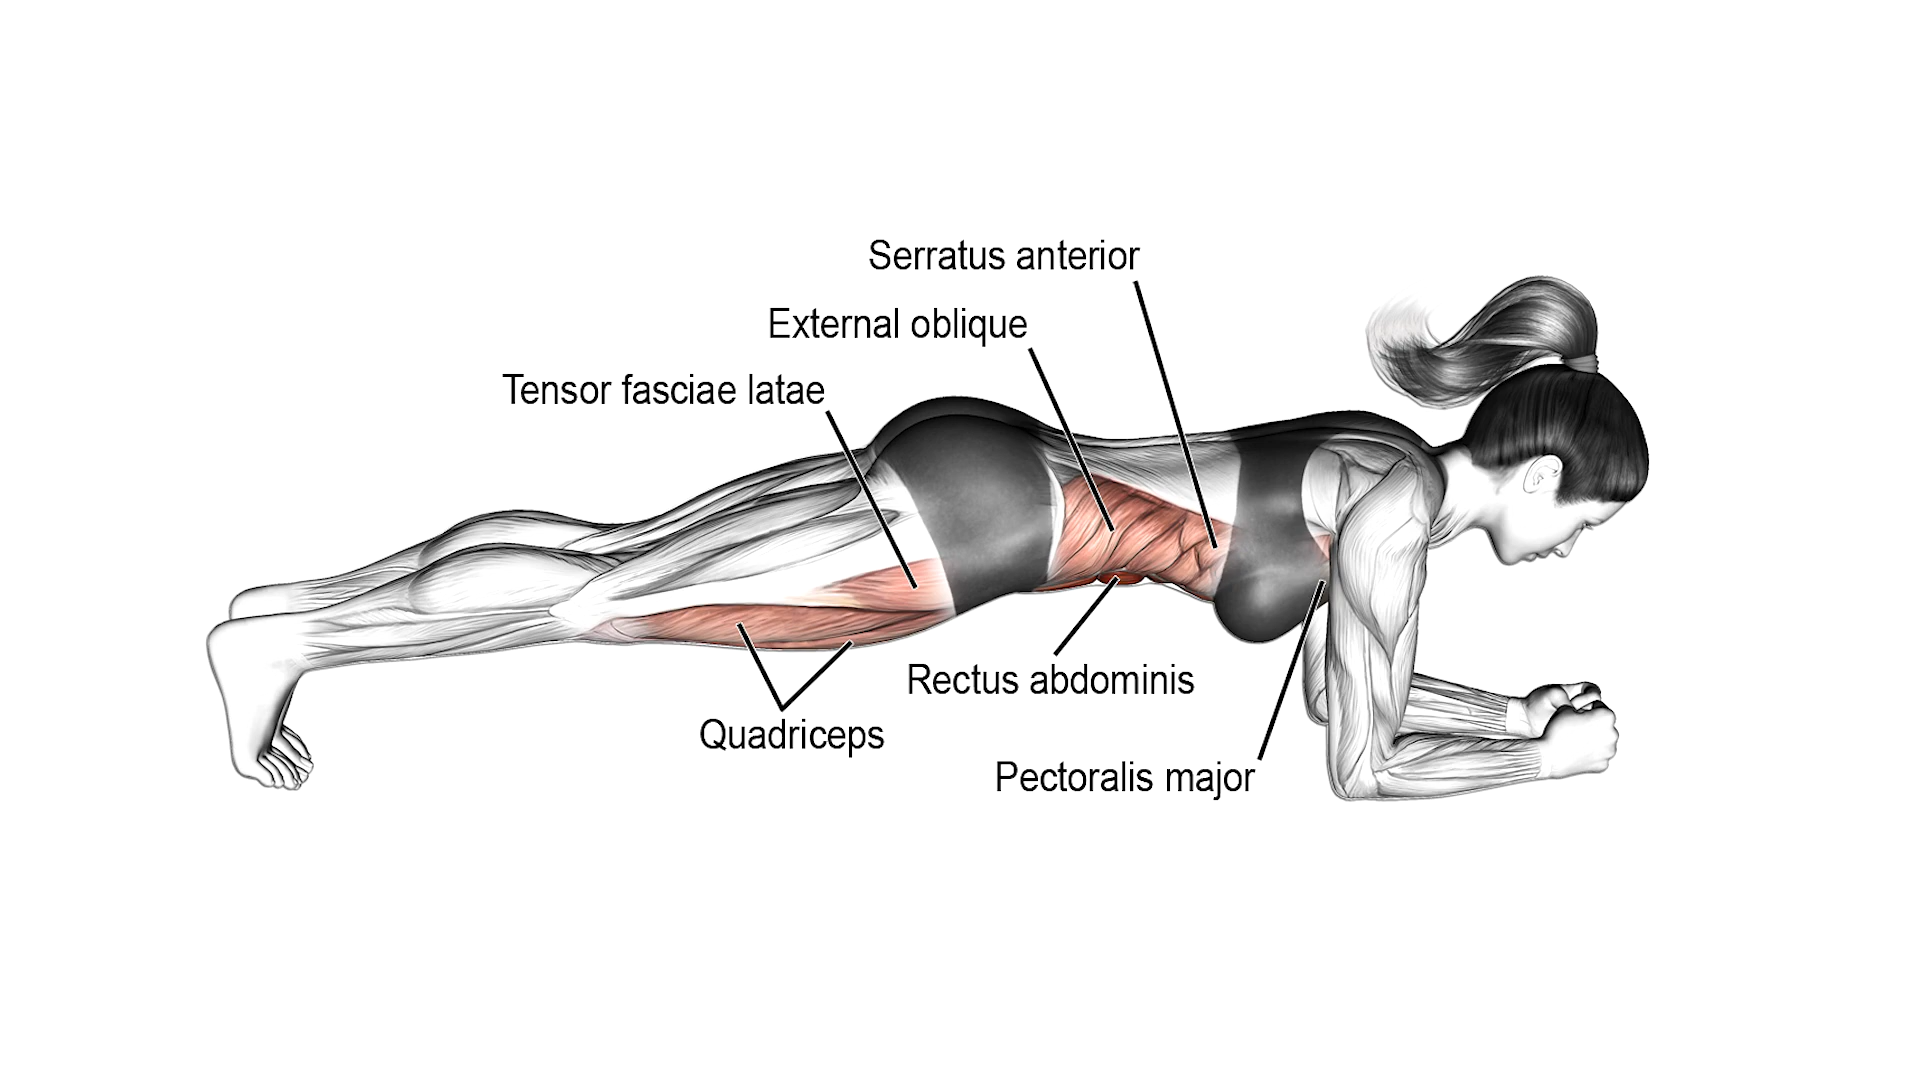 Serratus anterior
External oblique
Tensor fasciae latae
Rectus abdominis
Quadriceps
Pectoralis major